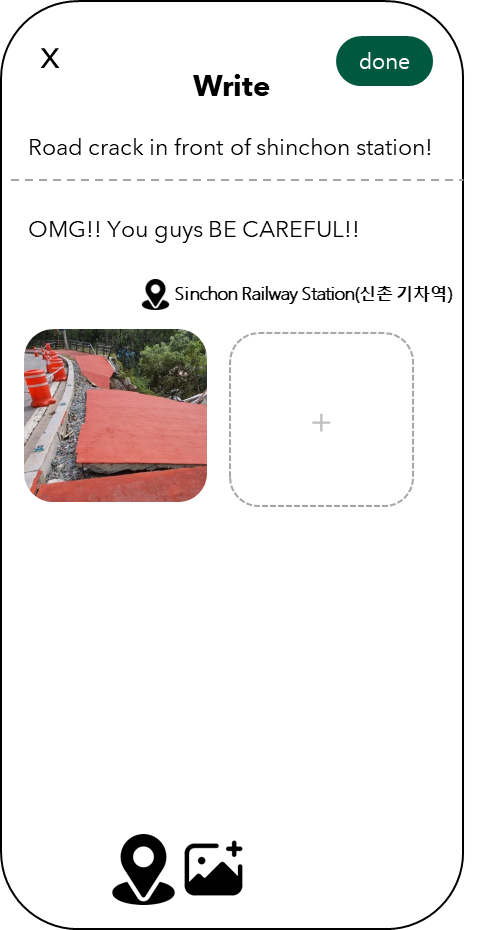 X
done
Write
Road crack in front of shinchon station!
OMG!! You guys BE CAREFUL!!
Sinchon Railway Station(신촌 기차역)
+